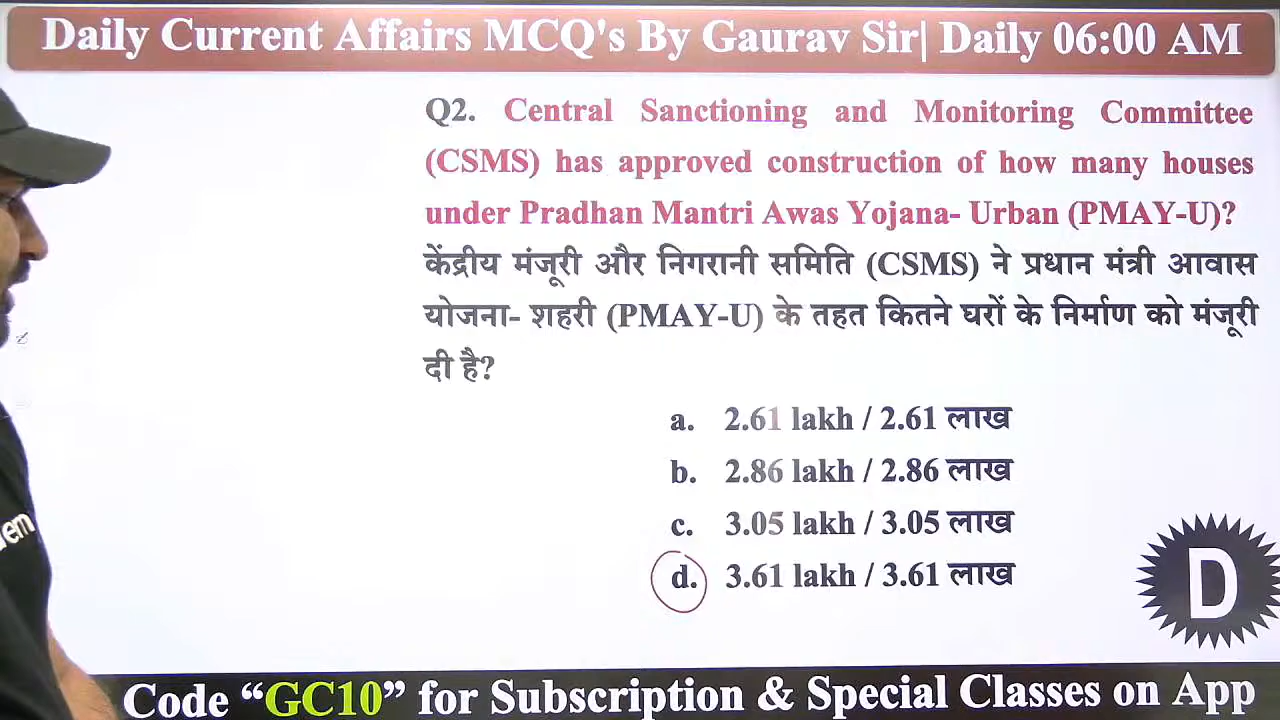 Daily Current Affairs MCQ's By Gaurav Sir| Daily 06:00 AM
Q2. Central Sanctioning and Monitoring Committee
(CSMS) has approved construction of how many houses
under Pradhan Mantri Awas Yojana- Urban (PMAY-U)?
केंद्रीय मंजूरी और निगरानी समिति (CSMS) ने प्रधान मंत्री आवास
योजना- शहरी (PMAY-U) के तहत कितने घरों के निर्माण को मंजूरी
दी है?
a. 2.61 lakh / 2.61 लाख
b. 2.86 lakh / 2.86 लाख
c. 3.05 lakh / 3.05 लाख
d. 3.61 lakh / 3.61 लाख
D
Code “GC10” for Subscription & Special Classes on App